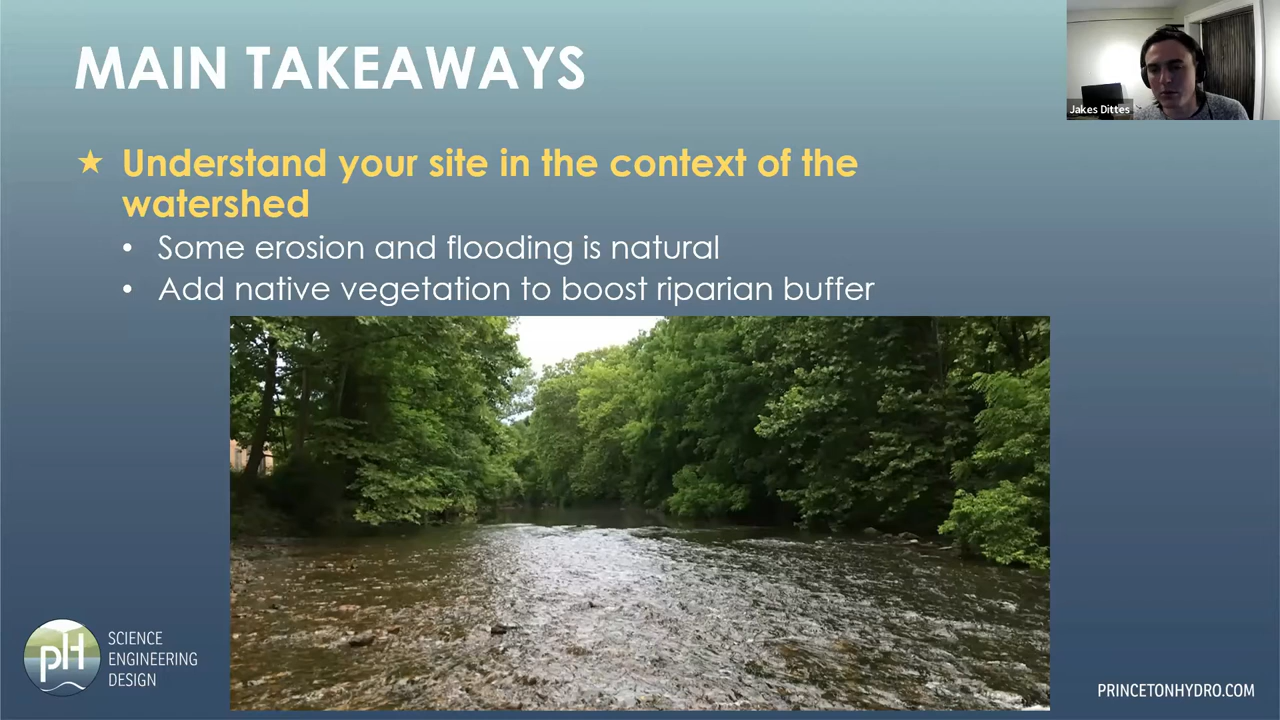 MAIN TAKEAWAYS
Jakes Dittes
★ Understand your site in the context of the
watershed
• Some erosion and flooding is natural
• Add native vegetation to boost riparian buffer
pH
SCIENCE
ENGINEERING
DESIGN
PRINCETONHYDRO.COM